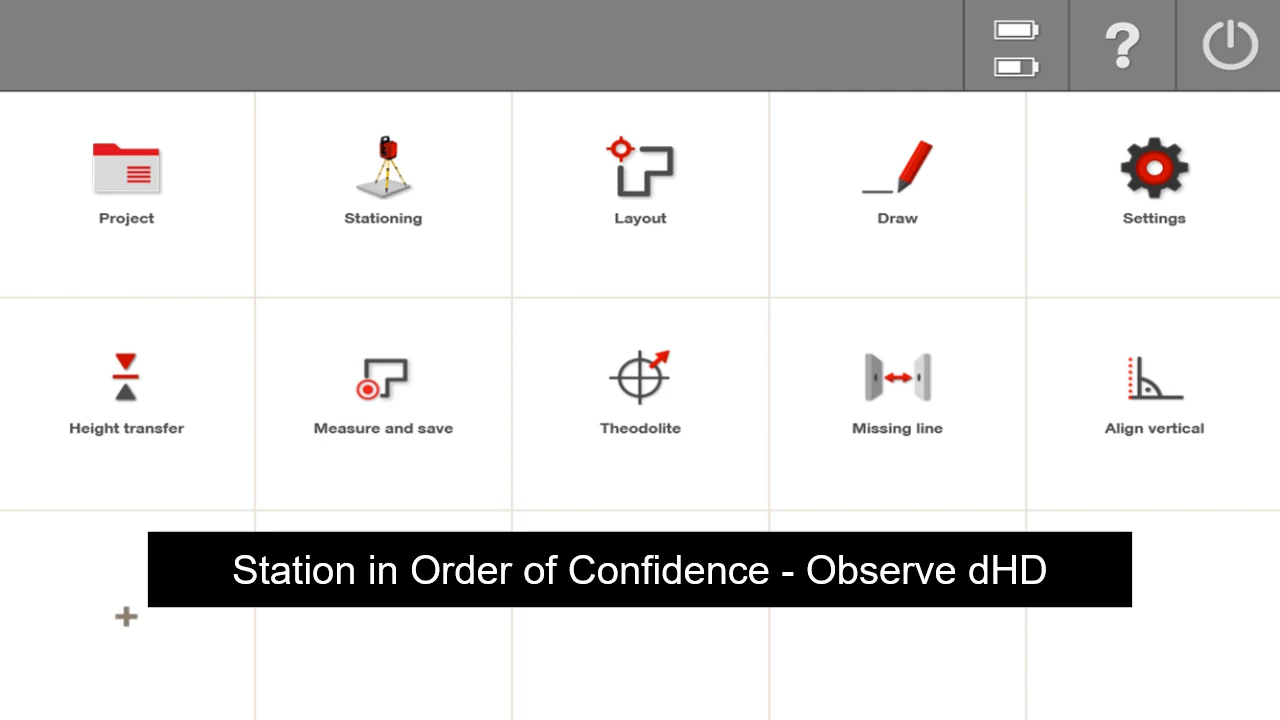 ?
Project
Stationing
Layout
Draw
Settings
Height transfer
Measure and save
Theodolite
Missing line
Align vertical
Station in Order of Confidence - Observe dHD
+